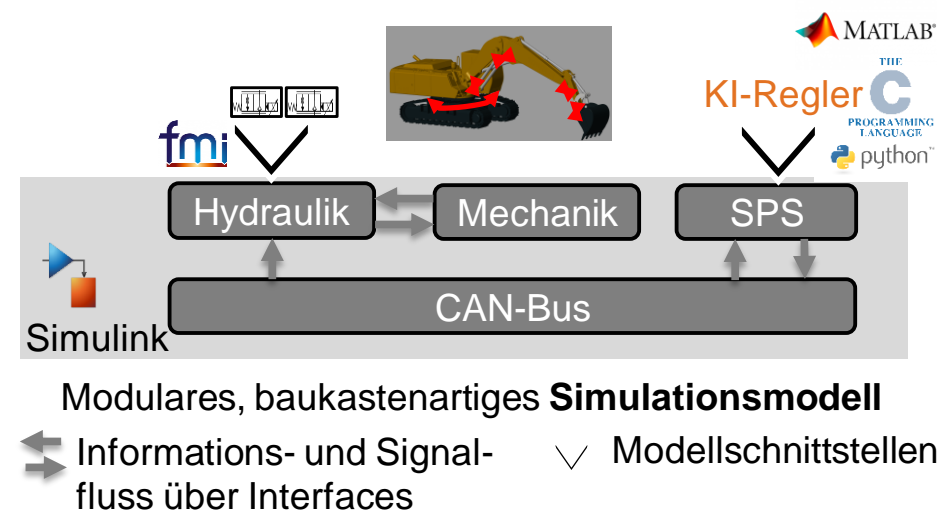 MATLAB®
THE
C
PROGRAMMING
LANGUAGE
KI-Regler
python™
fmi
Hydraulik
Mechanik
SPS
CAN-Bus
Simulink
Modulares, baukastenartiges Simulationsmodell
Informations- und Signal-
fluss über Interfaces
Modellschnittstellen